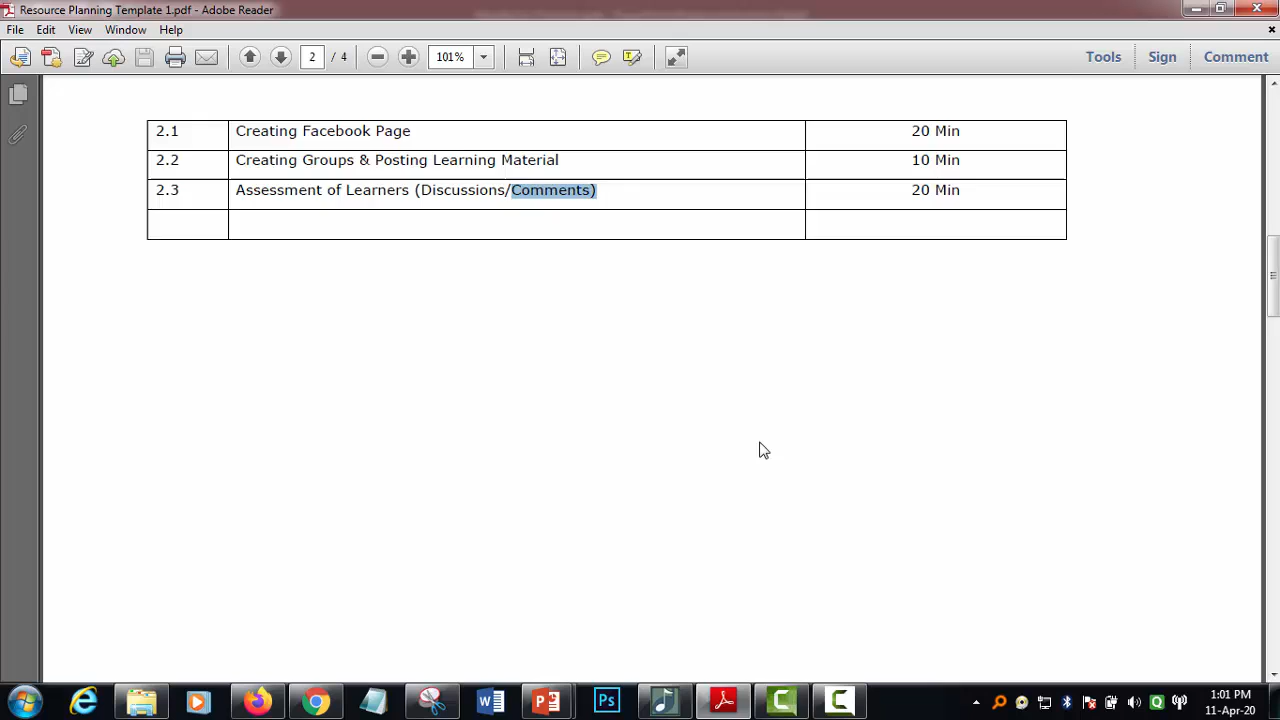 Resource Planning Template 1.pdf - Adobe Reader
File Edit View Window Help
2 / 4 101% Tools Sign Comment
2.1 Creating Facebook Page 20 Min
2.2 Creating Groups & Posting Learning Material 10 Min
2.3 Assessment of Learners (Discussions/Comments) 20 Min
1:01 PM
11-Apr-20